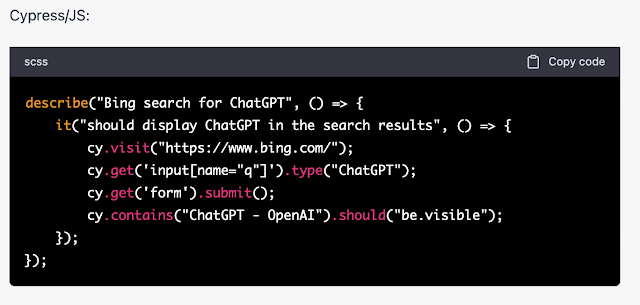 Cypress/JS:
scss
Copy code
describe("Bing search for ChatGPT", () => {
    it("should display ChatGPT in the search results", () => {
        cy.visit("https://www.bing.com/");
        cy.get('input[name="q"]').type("ChatGPT");
        cy.get('form').submit();
        cy.contains("ChatGPT - OpenAI").should("be.visible");
    });
});